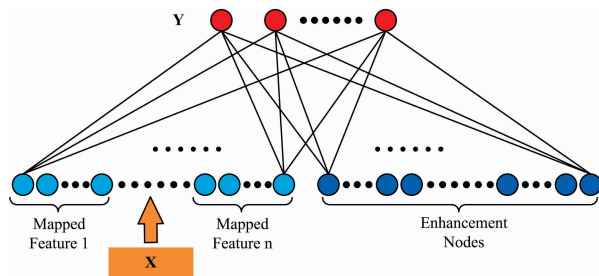 Y
Mapped
Feature 1
Mapped
Feature n
Enhancement
Nodes
X